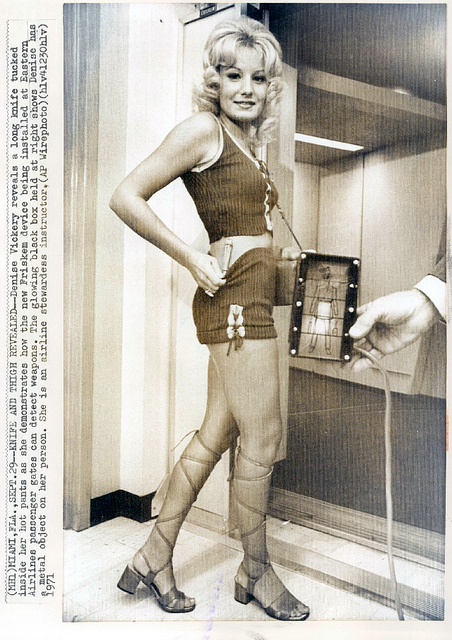 (MH1)MIAMI,FLA.,SEPT.29--KNIFE AND THIGH REVEALED--Denise Vickery reveals a long knife tucked
inside her hot pants as she demonstrates how the new Friskem device being installed at Eastern
Airlines passenger gates can detect weapons. The glowing black box held at right shows Denise has
a metal object on her person. She is an airline stewardess instructor.(AP Wirephoto)(hlv41230hlv)
1971